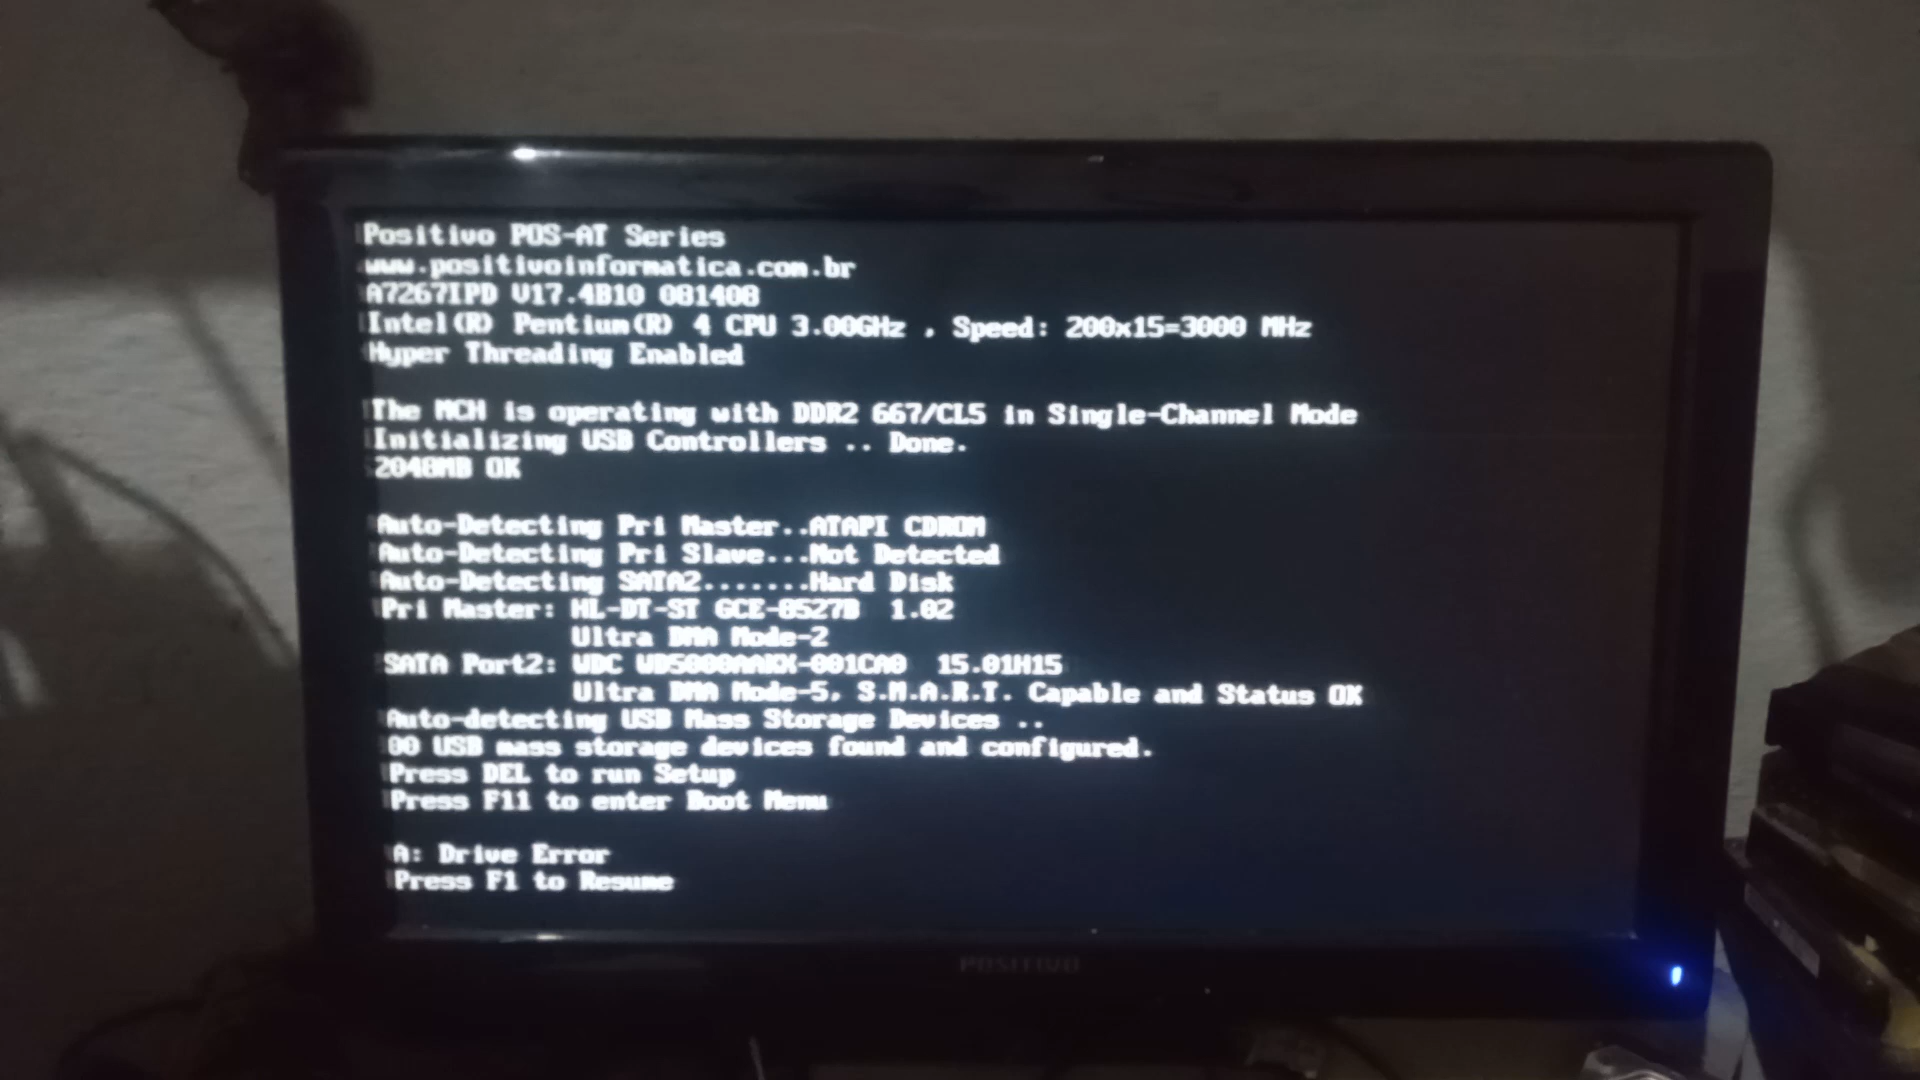 Positivo POS-AT Series
www.positivoinformatica.com.br
A7267IPD V17.4B10 081408
Intel(R) Pentium(R) 4 CPU 3.00GHz , Speed: 200x15=3000 MHz
Hyper Threading Enabled
The MCH is operating with DDR2 667/CL5 in Single-Channel Mode
Initializing USB Controllers .. Done.
2048MB OK
Auto-Detecting Pri Master..ATAPI CDROM
Auto-Detecting Pri Slave...Not Detected
Auto-Detecting SATA2.......Hard Disk
Pri Master: HL-DT-ST GCE-8527B 1.02
Ultra DMA Mode-2
SATA Port2: WDC WD5000AAKX-001CA0 15.01H15
Ultra DMA Mode-5, S.M.A.R.T. Capable and Status OK
Auto-detecting USB Mass Storage Devices ..
00 USB mass storage devices found and configured.
Press DEL to run Setup
Press F11 to enter Boot Menu
A: Drive Error
Press F1 to Resume
POSITIVO